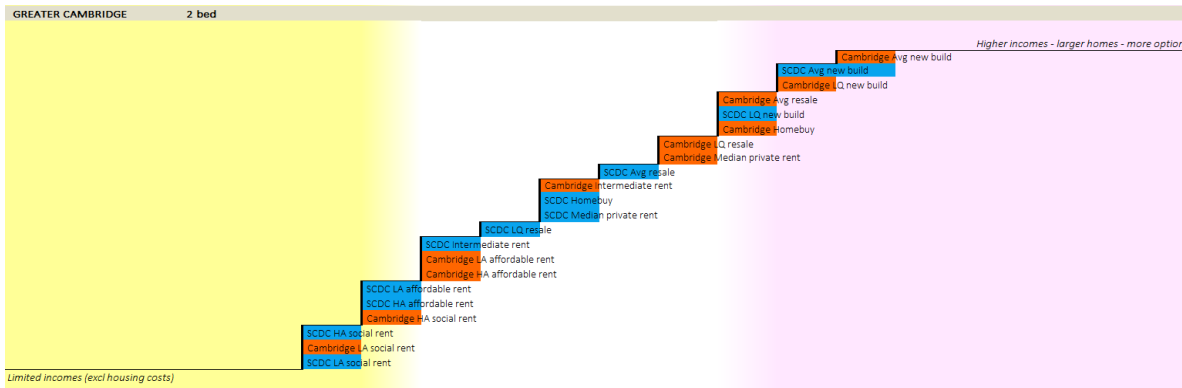 GREATER CAMBRIDGE 2 bed
Higher incomes - larger homes - more option
Cambridge Avg new build
SCDC Avg new build
Cambridge LQ new build
Cambridge Avg resale
SCDC LQ new build
Cambridge Homebuy
Cambridge LQ resale
Cambridge Median private rent
SCDC Avg resale
Cambridge Intermediate rent
SCDC Homebuy
SCDC Median private rent
SCDC LQ resale
SCDC Intermediate rent
Cambridge LA affordable rent
Cambridge HA affordable rent
SCDC LA affordable rent
SCDC HA affordable rent
Cambridge HA social rent
SCDC HA social rent
Cambridge LA social rent
SCDC LA social rent
Limited incomes (excl housing costs)